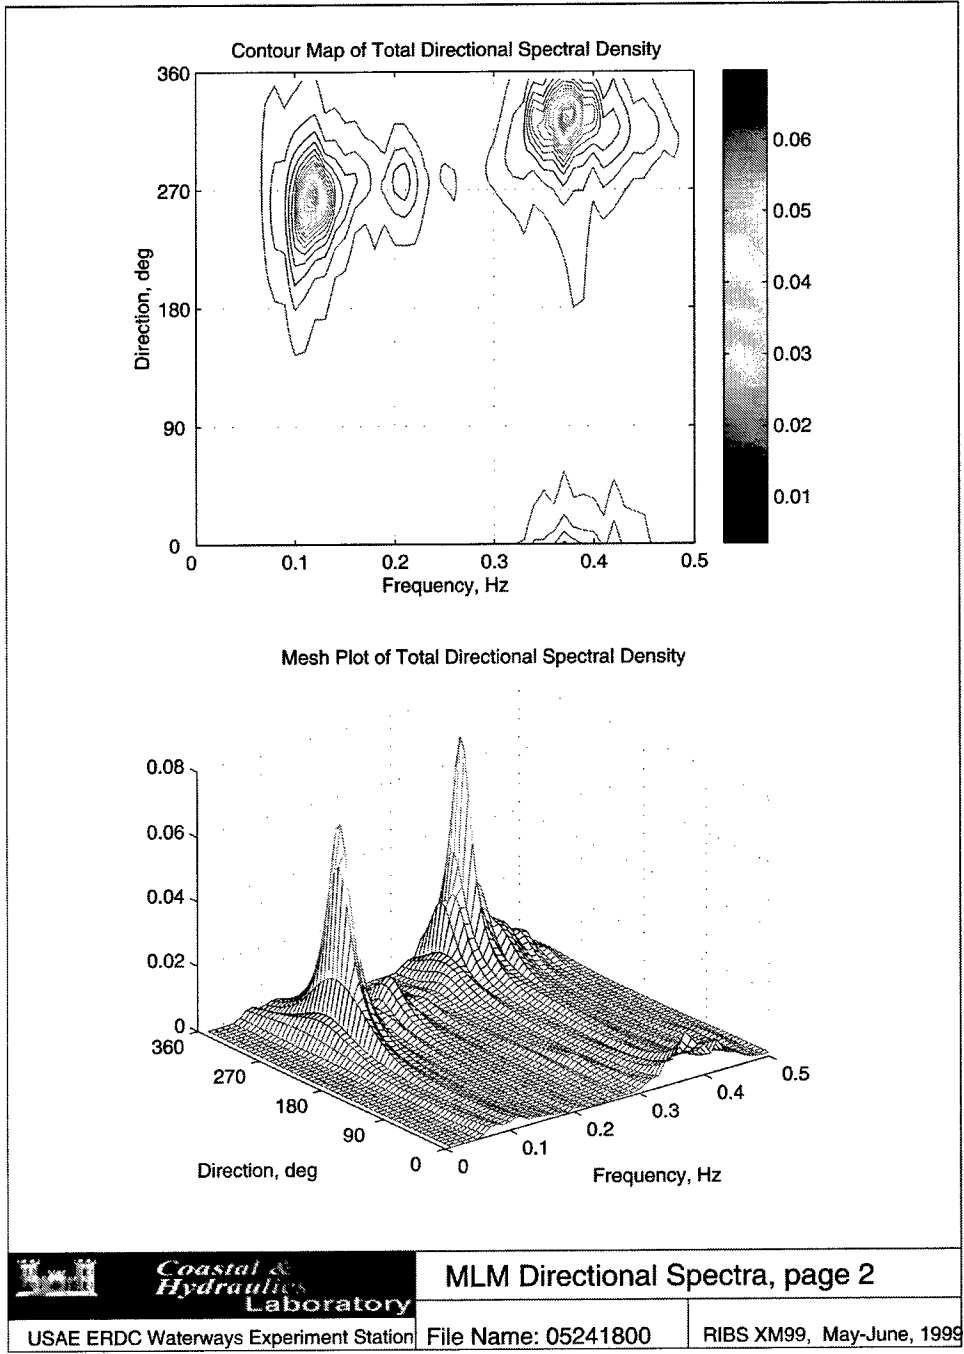 Contour Map of Total Directional Spectral Density
360
270
180
90
0
Direction, deg
0 0.1 0.2 0.3 0.4 0.5
Frequency, Hz
0.06
0.05
0.04
0.03
0.02
0.01
Mesh Plot of Total Directional Spectral Density
0.08
0.06
0.04
0.02
0
360
270
180
90
0
0
0.1
0.2
0.3
0.4
0.5
Direction, deg
Frequency, Hz
Coastal &
Hydraulics
Laboratory
USAE ERDC Waterways Experiment Station
MLM Directional Spectra, page 2
File Name: 05241800
RIBS XM99, May-June, 1999